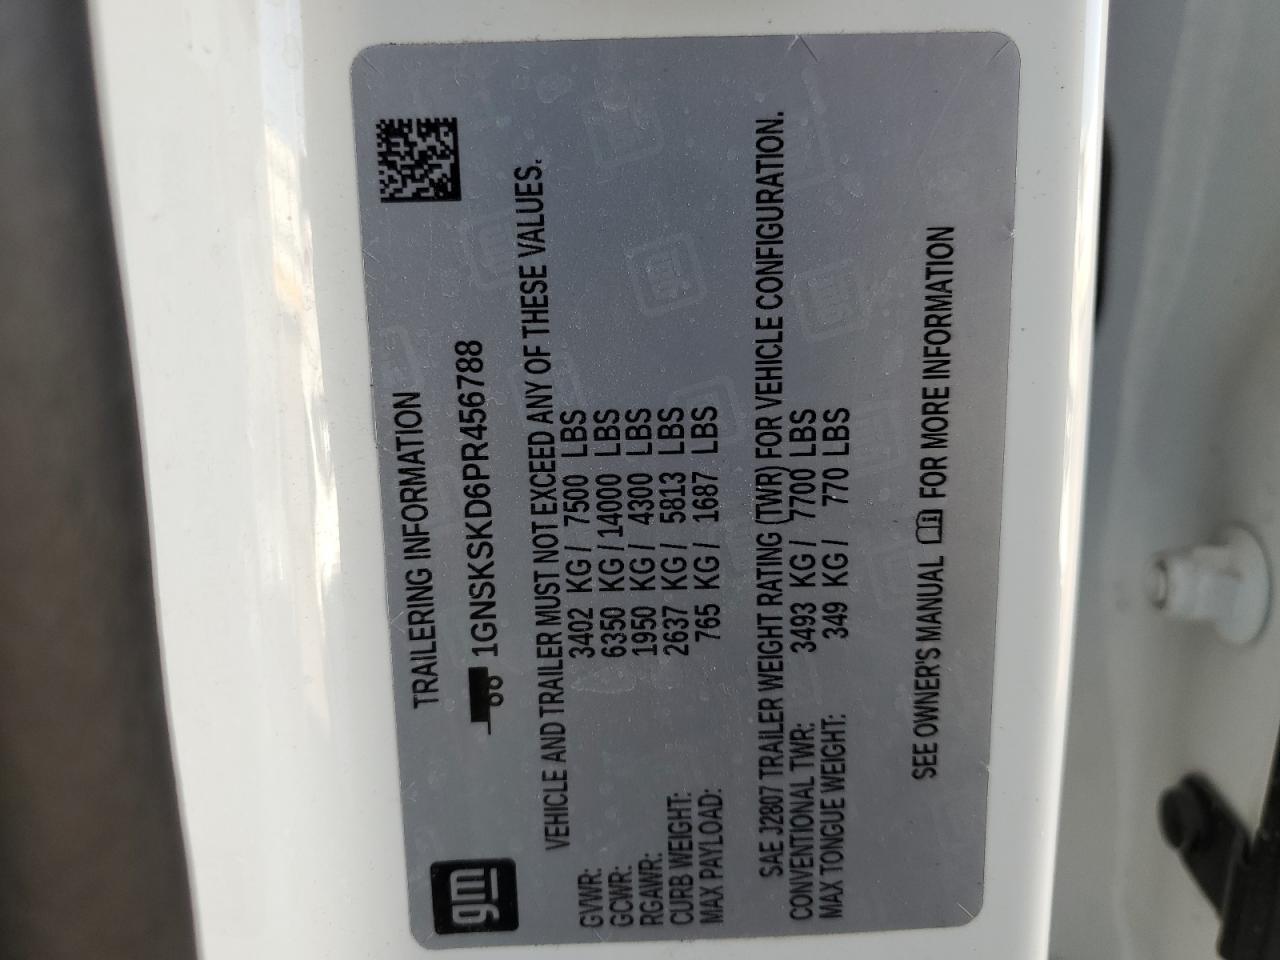 gm
TRAILERING INFORMATION
1GNSKSKD6PR456788
VEHICLE AND TRAILER MUST NOT EXCEED ANY OF THESE VALUES.
GVWR: 3402 KG / 7500 LBS
GCWR: 6350 KG / 14000 LBS
RGAWR: 1950 KG / 4300 LBS
CURB WEIGHT: 2637 KG / 5813 LBS
MAX PAYLOAD: 765 KG / 1687 LBS
SAE J2807 TRAILER WEIGHT RATING (TWR) FOR VEHICLE CONFIGURATION.
CONVENTIONAL TWR: 3493 KG / 7700 LBS
MAX TONGUE WEIGHT: 349 KG / 770 LBS
SEE OWNER'S MANUAL FOR MORE INFORMATION